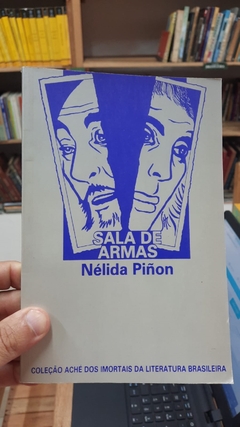 SALA DE
ARMAS
Nélida Piñon
COLEÇÃO ACHÉ DOS IMORTAIS DA LITERATURA BRASILEIRA